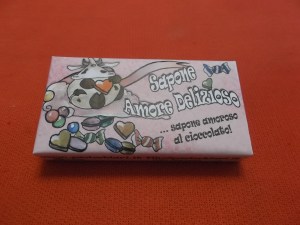 Sapone
Amore Delizioso
... sapone amoroso
al cioccolato!